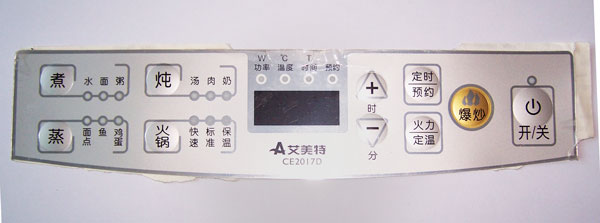 煮 水 面 粥
炖 汤 肉 奶
蒸 面点 鱼 鸡蛋
火锅 快速 标准 保温
W ℃ T
功率 温度 时间 预约
艾美特
CE2017D
+
时
−
分
定时
预约
火力
定温
爆炒
开/关